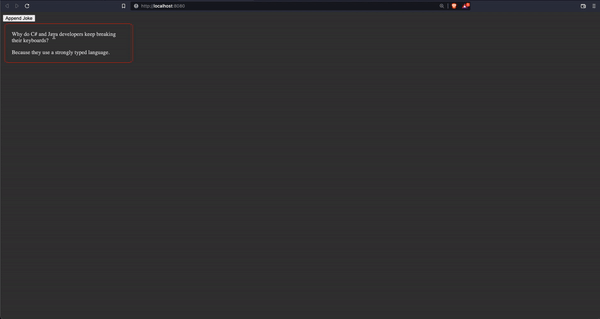 http://localhost:8080
Append Joke
Why do C# and Java developers keep breaking
their keyboards?
Because they use a strongly typed language.